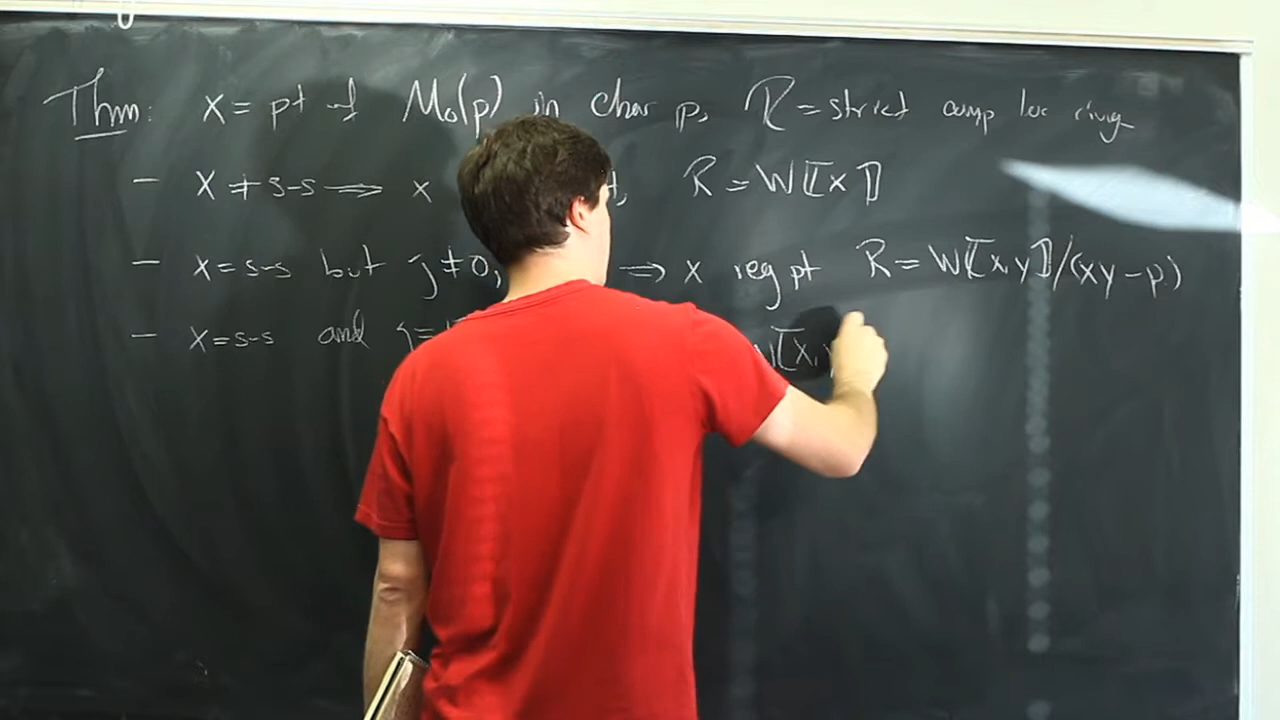 Thm: x = pt of M₀(p) in char p, R = strict comp loc ring
– x ≠ s-s ⟹ x R = W⟦x⟧
– x = s-s but j ≠ 0, ⟹ x reg pt R = W⟦x,y⟧/(xy-p)
– x = s-s and j = W⟦x,y